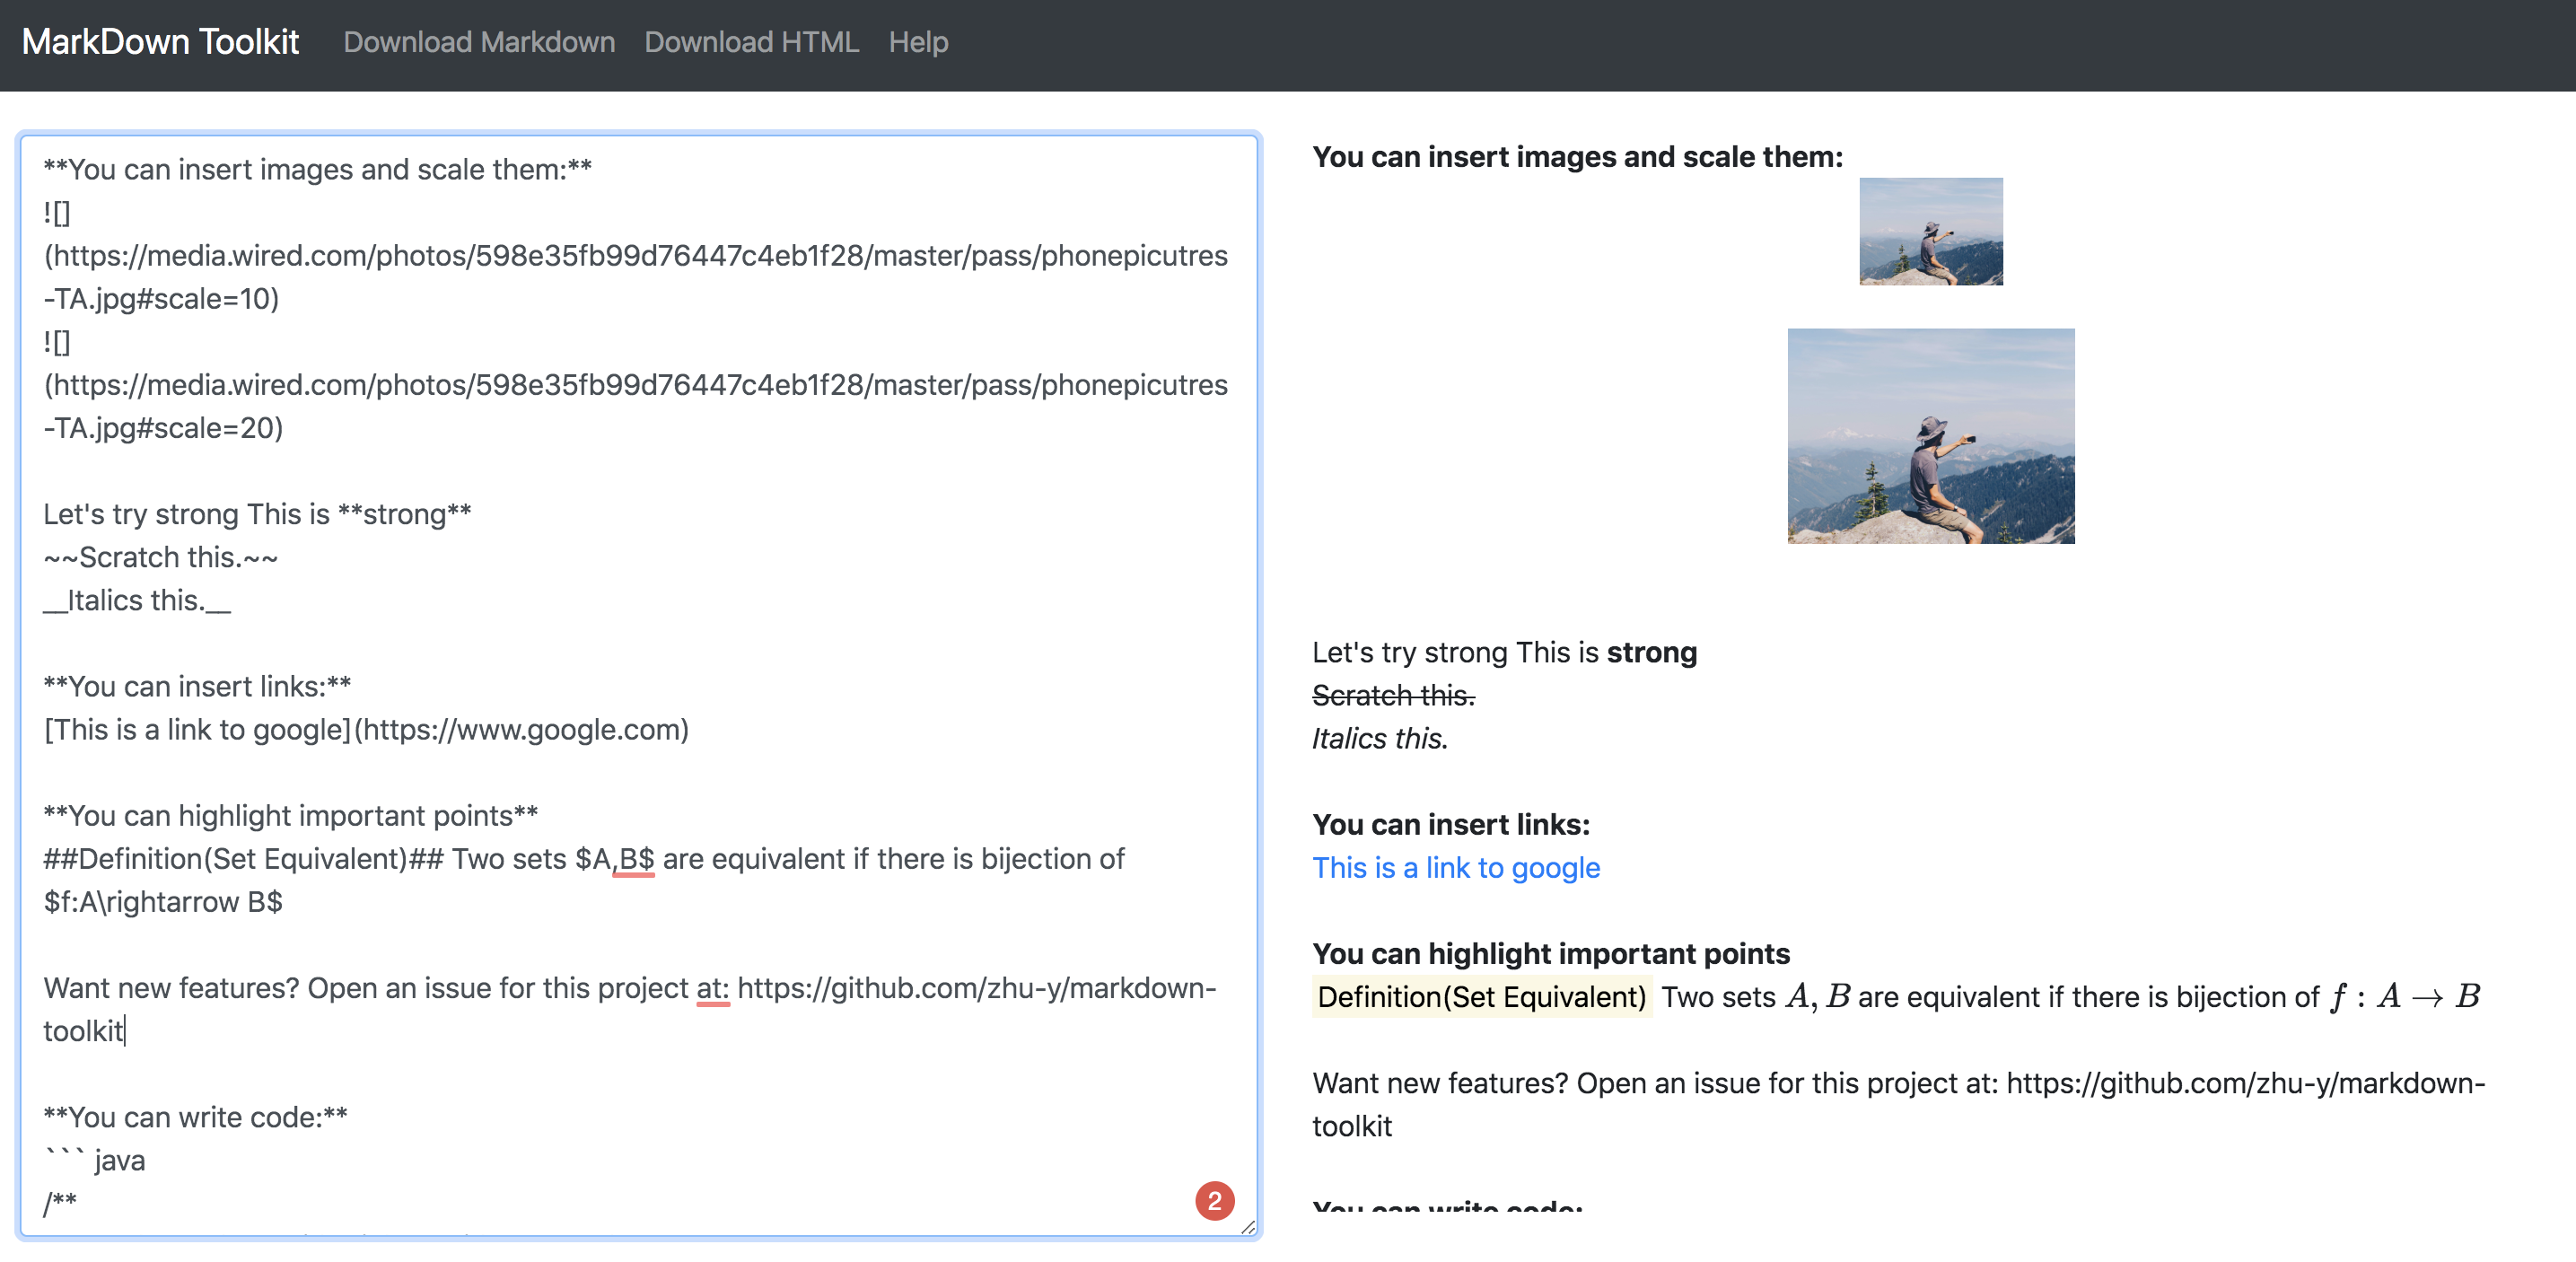 MarkDown Toolkit Download Markdown Download HTML Help
**You can insert images and scale them:**
![]
(https://media.wired.com/photos/598e35fb99d76447c4eb1f28/master/pass/phonepicutres
-TA.jpg#scale=10)
![]
(https://media.wired.com/photos/598e35fb99d76447c4eb1f28/master/pass/phonepicutres
-TA.jpg#scale=20)
Let's try strong This is **strong**
~~Scratch this.~~
__Italics this.__
**You can insert links:**
[This is a link to google](https://www.google.com)
**You can highlight important points**
##Definition(Set Equivalent)## Two sets $A,B$ are equivalent if there is bijection of
$f:A\rightarrow B$
Want new features? Open an issue for this project at: https://github.com/zhu-y/markdown-
toolkit
**You can write code:**
``` java
/**
2
You can insert images and scale them:
Let's try strong This is strong
Scratch this.
Italics this.
You can insert links:
This is a link to google
You can highlight important points
Definition(Set Equivalent) Two sets A, B are equivalent if there is bijection of f : A → B
Want new features? Open an issue for this project at: https://github.com/zhu-y/markdown-
toolkit
You can write code: